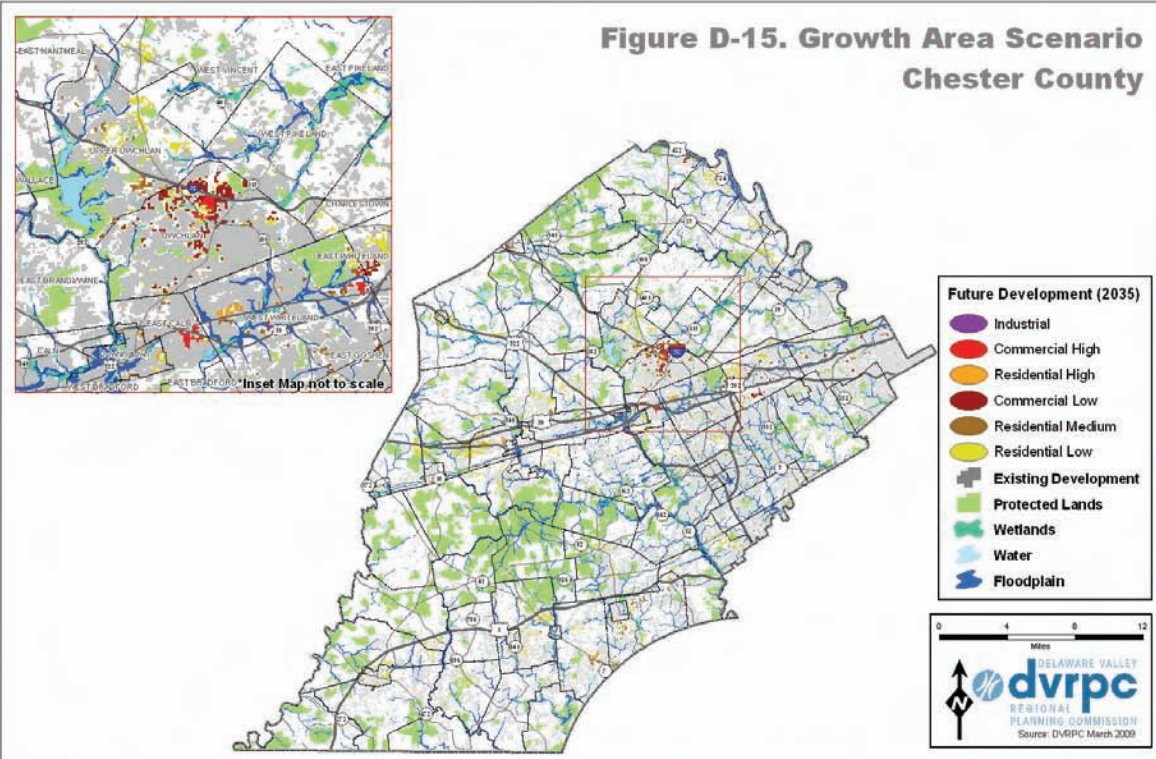 Figure D-15. Growth Area Scenario
Chester County
EAST NANTMEAL
WEST VINCENT
EAST PIKELAND
WEST PIKELAND
UPPER UWCHLAN
WALLACE
CHARLESTOWN
UWCHLAN
EAST WHITELAND
EAST BRANDYWINE
WEST WHITELAND
EAST CALN
CALN
EAST GOSHEN
WEST BRADFORD
EAST BRADFORD
*Inset Map not to scale
Future Development (2035)
Industrial
Commercial High
Residential High
Commercial Low
Residential Medium
Residential Low
Existing Development
Protected Lands
Wetlands
Water
Floodplain
0 4 8 12
Miles
N
DELAWARE VALLEY
dvrpc
REGIONAL
PLANNING COMMISSION
Source: DVRPC March 2009